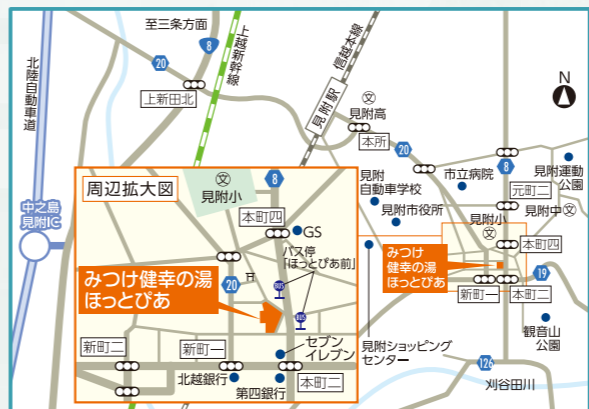 至三条方面
8
上越新幹線
信越本線
北陸自動車道
20
上新田北
見附駅
文
見附高
本所
N
20
8
周辺拡大図
文
見附小
8
本町四
GS
バス停
「ほっとぴあ前」
BUS
BUS
20
みつけ健幸の湯
ほっとぴあ
セブン
イレブン
新町二
新町一
本町二
北越銀行
第四銀行
中之島
見附IC
見附
自動車学校
見附市役所
市立病院
元町二
見附運動
公園
見附小
文
見附中文
本町四
みつけ
健幸の湯
ほっとぴあ
19
新町一
本町二
見附ショッピング
センター
観音山
公園
126
刈谷田川